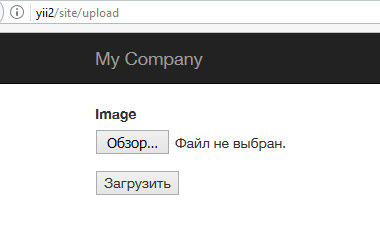 yii2/site/upload
My Company
Image
Обзор... Файл не выбран.
Загрузить